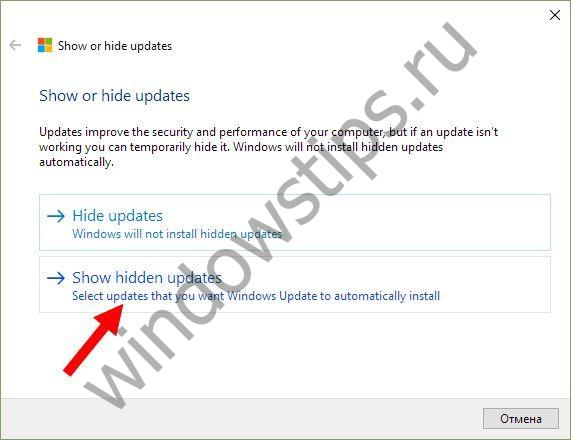 Show or hide updates
Show or hide updates
Updates improve the security and performance of your computer, but if an update isn't
working you can temporarily hide it. Windows will not install hidden updates
automatically.
Hide updates
Windows will not install hidden updates
Show hidden updates
Select updates that you want Windows Update to automatically install
Отмена
windowstips.ru